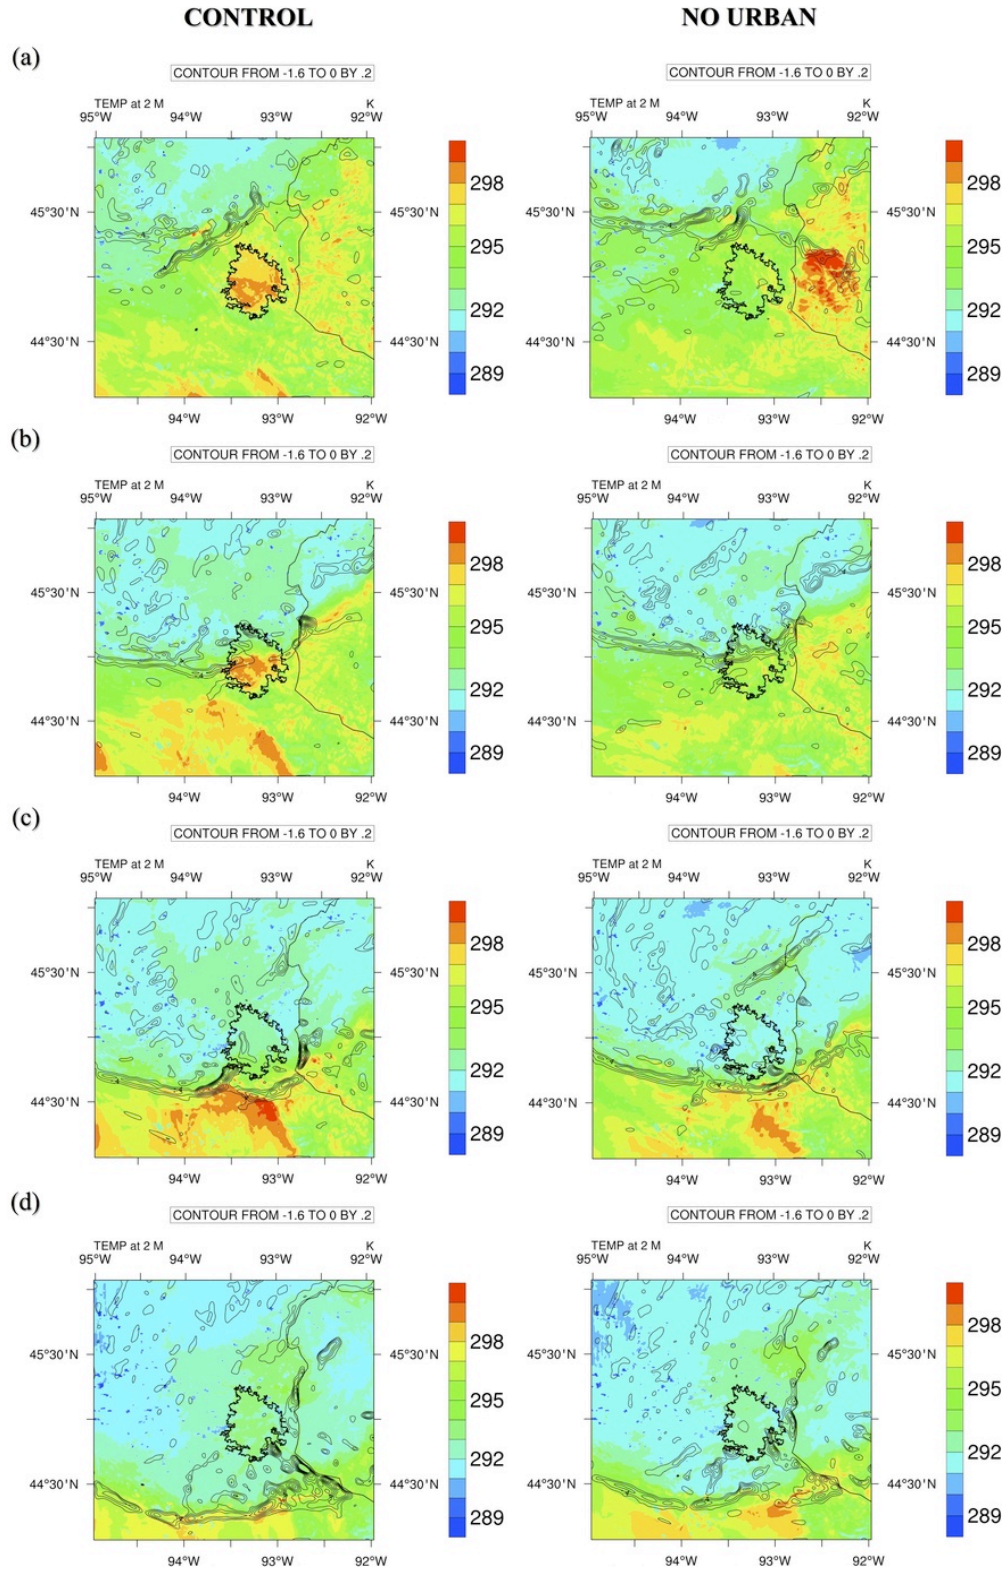 CONTROL NO URBAN
(a)
CONTOUR FROM -1.6 TO 0 BY .2 CONTOUR FROM -1.6 TO 0 BY .2
TEMP at 2 M K TEMP at 2 M K
95°W 94°W 93°W 92°W 95°W 94°W 93°W 92°W
298 298
45°30'N 45°30'N 45°30'N 45°30'N
295 295
292 292
44°30'N 44°30'N 44°30'N 44°30'N
289 289
94°W 93°W 92°W 94°W 93°W 92°W
(b)
CONTOUR FROM -1.6 TO 0 BY .2 CONTOUR FROM -1.6 TO 0 BY .2
TEMP at 2 M K TEMP at 2 M K
95°W 94°W 93°W 92°W 95°W 94°W 93°W 92°W
298 298
45°30'N 45°30'N 45°30'N 45°30'N
295 295
292 292
44°30'N 44°30'N 44°30'N 44°30'N
289 289
94°W 93°W 92°W 94°W 93°W 92°W
(c)
CONTOUR FROM -1.6 TO 0 BY .2 CONTOUR FROM -1.6 TO 0 BY .2
TEMP at 2 M K TEMP at 2 M K
95°W 94°W 93°W 92°W 95°W 94°W 93°W 92°W
298 298
45°30'N 45°30'N 45°30'N 45°30'N
295 295
292 292
44°30'N 44°30'N 44°30'N 44°30'N
289 289
94°W 93°W 92°W 94°W 93°W 92°W
(d)
CONTOUR FROM -1.6 TO 0 BY .2 CONTOUR FROM -1.6 TO 0 BY .2
TEMP at 2 M K TEMP at 2 M K
95°W 94°W 93°W 92°W 95°W 94°W 93°W 92°W
298 298
45°30'N 45°30'N 45°30'N 45°30'N
295 295
292 292
44°30'N 44°30'N 44°30'N 44°30'N
289 289
94°W 93°W 92°W 94°W 93°W 92°W